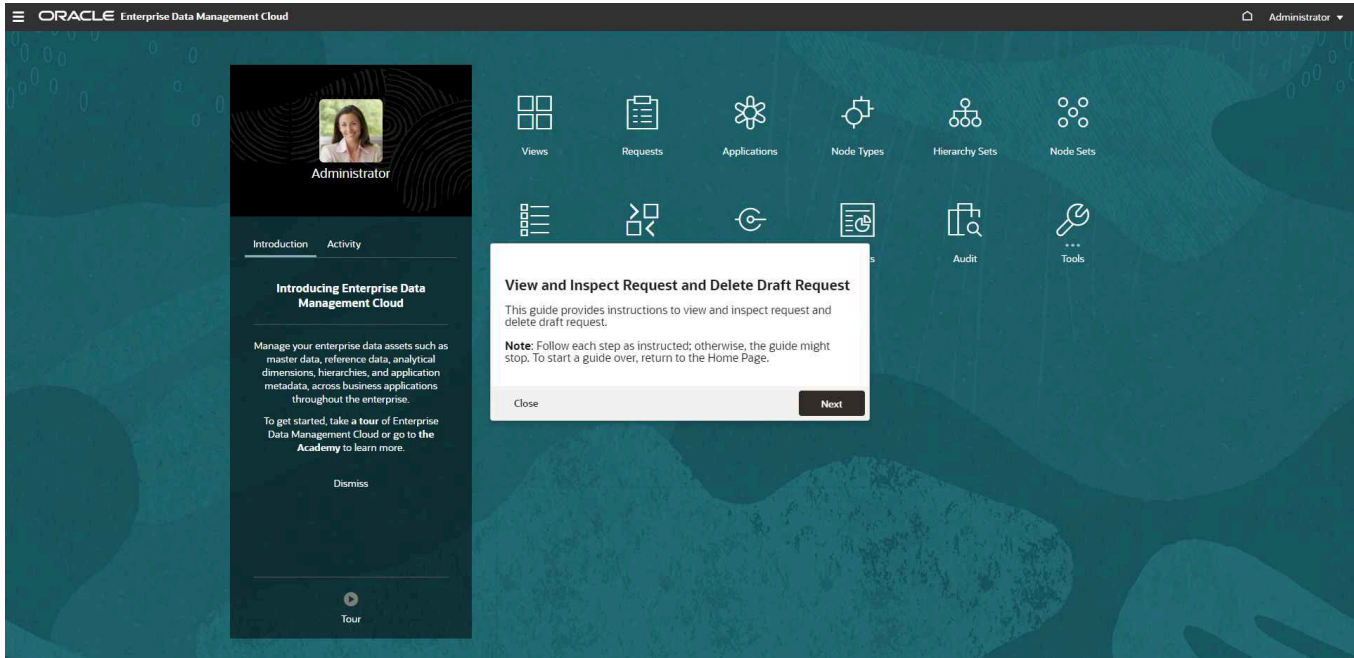 ORACLE Enterprise Data Management Cloud
Administrator
Administrator
Introduction Activity
Introducing Enterprise Data
Management Cloud
Manage your enterprise data assets such as
master data, reference data, analytical
dimensions, hierarchies, and application
metadata, across business applications
throughout the enterprise.
To get started, take a tour of Enterprise
Data Management Cloud or go to the
Academy to learn more.
Dismiss
Tour
Views Requests Applications Node Types Hierarchy Sets Node Sets
s Audit Tools
View and Inspect Request and Delete Draft Request
This guide provides instructions to view and inspect request and
delete draft request.
Note: Follow each step as instructed; otherwise, the guide might
stop. To start a guide over, return to the Home Page.
Close Next